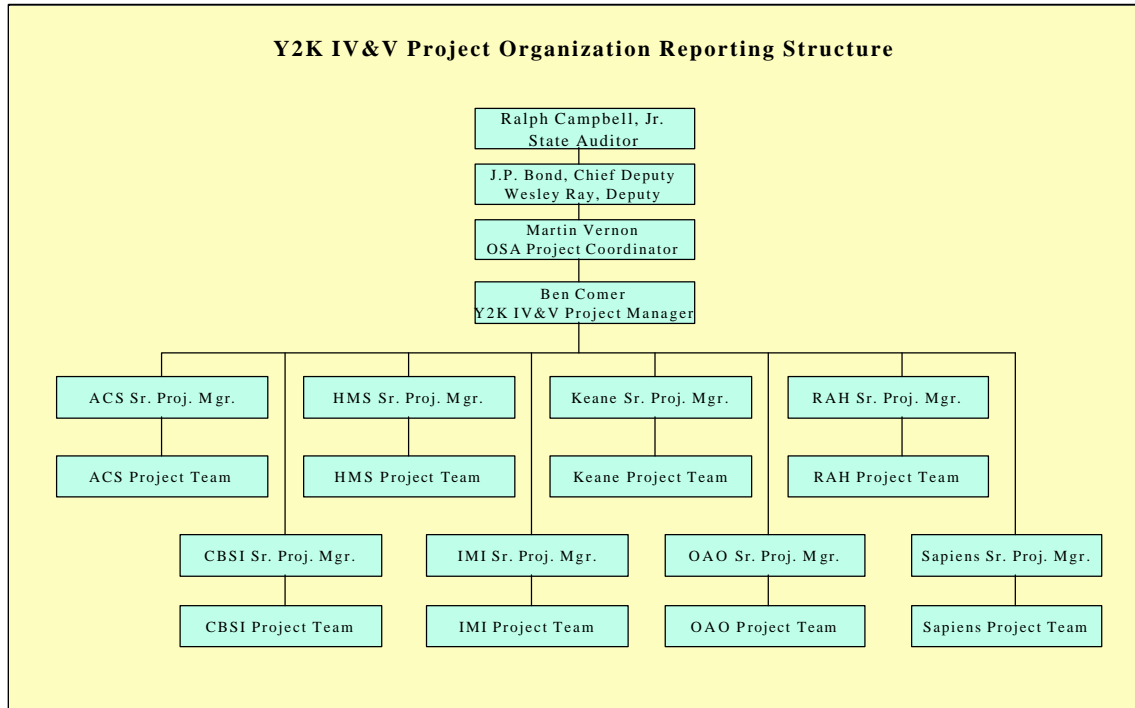 Y2K IV&V Project Organization Reporting Structure
Ralph Campbell, Jr.
State Auditor
J.P. Bond, Chief Deputy
Wesley Ray, Deputy
Martin Vernon
OSA Project Coordinator
Ben Comer
Y2K IV&V Project Manager
ACS Sr. Proj. Mgr.
HMS Sr. Proj. Mgr.
Keane Sr. Proj. Mgr.
RAH Sr. Proj. Mgr.
ACS Project Team
HMS Project Team
Keane Project Team
RAH Project Team
CBSI Sr. Proj. Mgr.
IMI Sr. Proj. Mgr.
OAO Sr. Proj. Mgr.
Sapiens Sr. Proj. Mgr.
CBSI Project Team
IMI Project Team
OAO Project Team
Sapiens Project Team